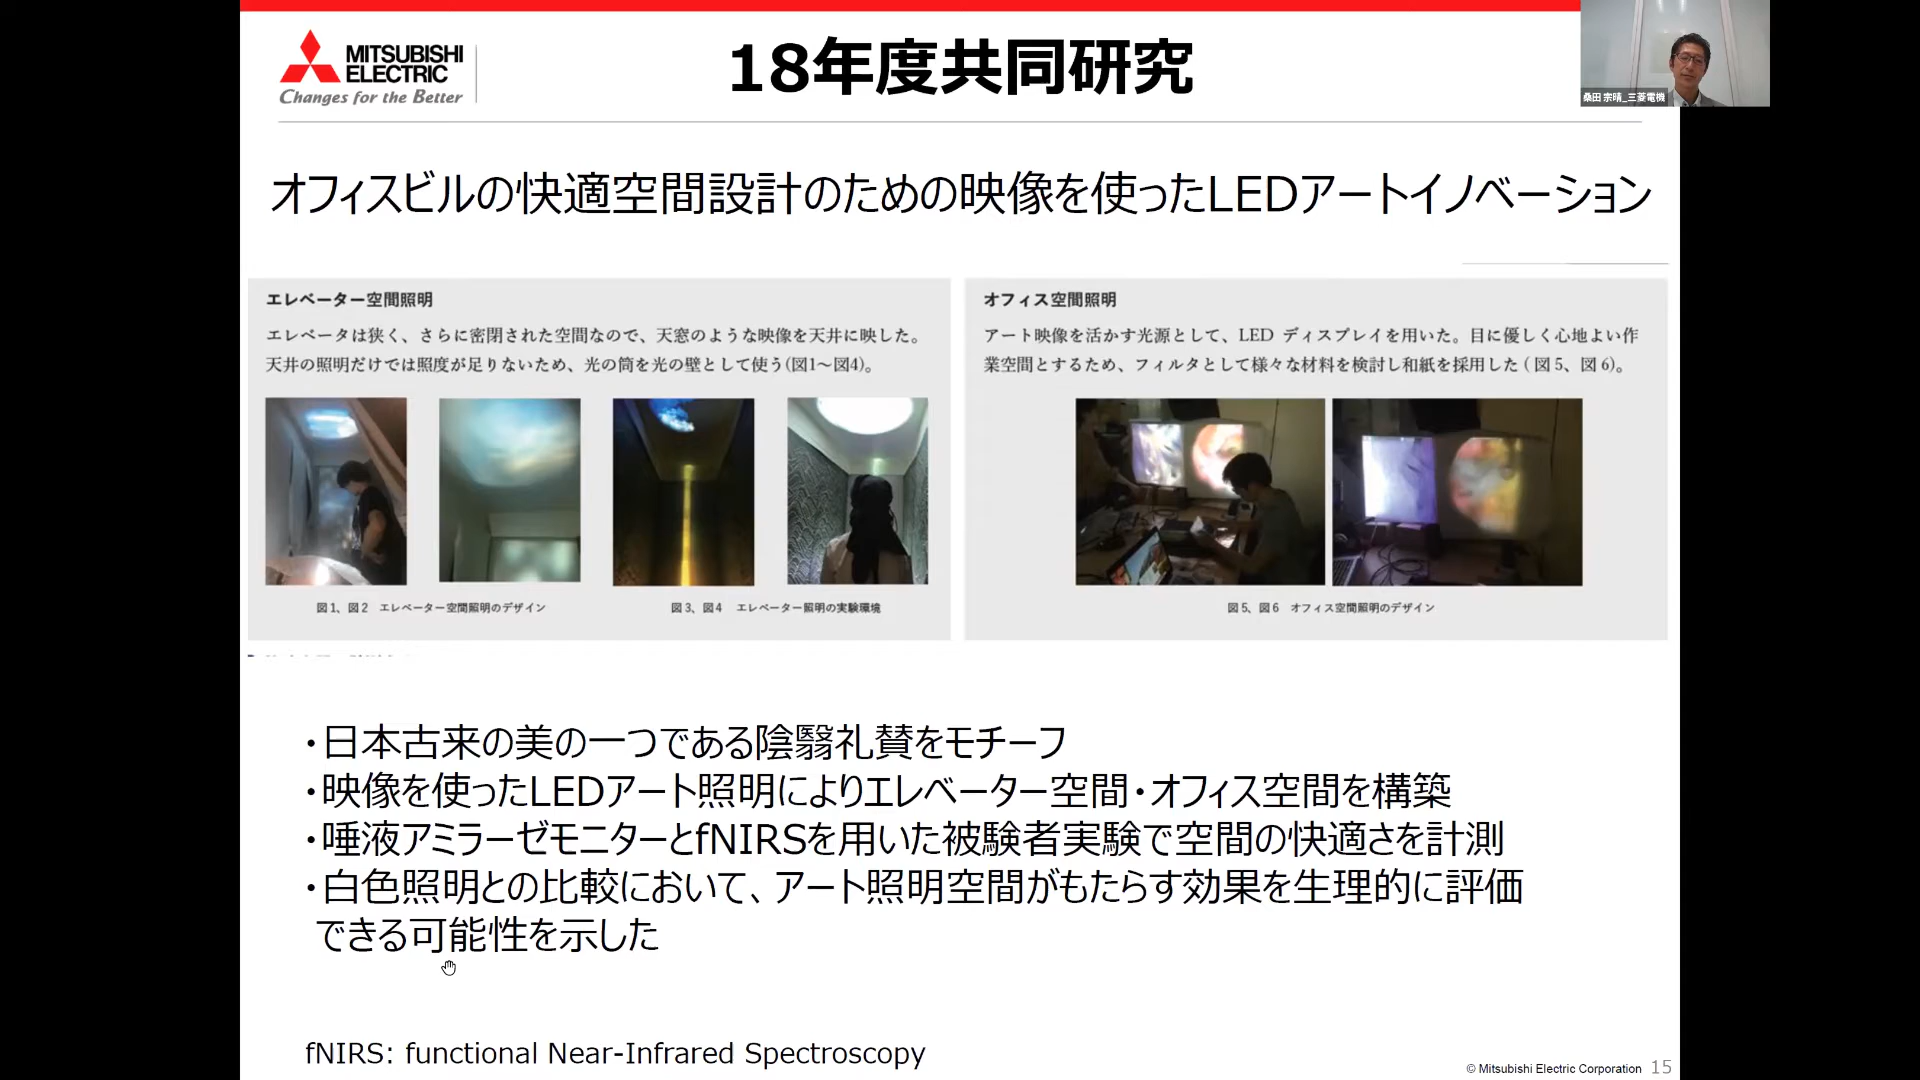 MITSUBISHI
ELECTRIC
Changes for the Better
18年度共同研究
桑田 宗晴_三菱電機
オフィスビルの快適空間設計のための映像を使ったLEDアートイノベーション
エレベーター空間照明
エレベータは狭く、さらに密閉された空間なので、天窓のような映像を天井に映した。
天井の照明だけでは照度が足りないため、光の筒を光の壁として使う(図1〜図4)。
図1、図2　エレベーター空間照明のデザイン
図3、図4　エレベーター照明の実験環境
オフィス空間照明
アート映像を活かす光源として、LED ディスプレイを用いた。目に優しく心地よい作
業空間とするため、フィルタとして様々な材料を検討し和紙を採用した ( 図 5、図 6)。
図5、図6　オフィス空間照明のデザイン
・日本古来の美の一つである陰翳礼賛をモチーフ
・映像を使ったLEDアート照明によりエレベーター空間・オフィス空間を構築
・唾液アミラーゼモニターとfNIRSを用いた被験者実験で空間の快適さを計測
・白色照明との比較において、アート照明空間がもたらす効果を生理的に評価
できる可能性を示した
fNIRS: functional Near-Infrared Spectroscopy
© Mitsubishi Electric Corporation 15